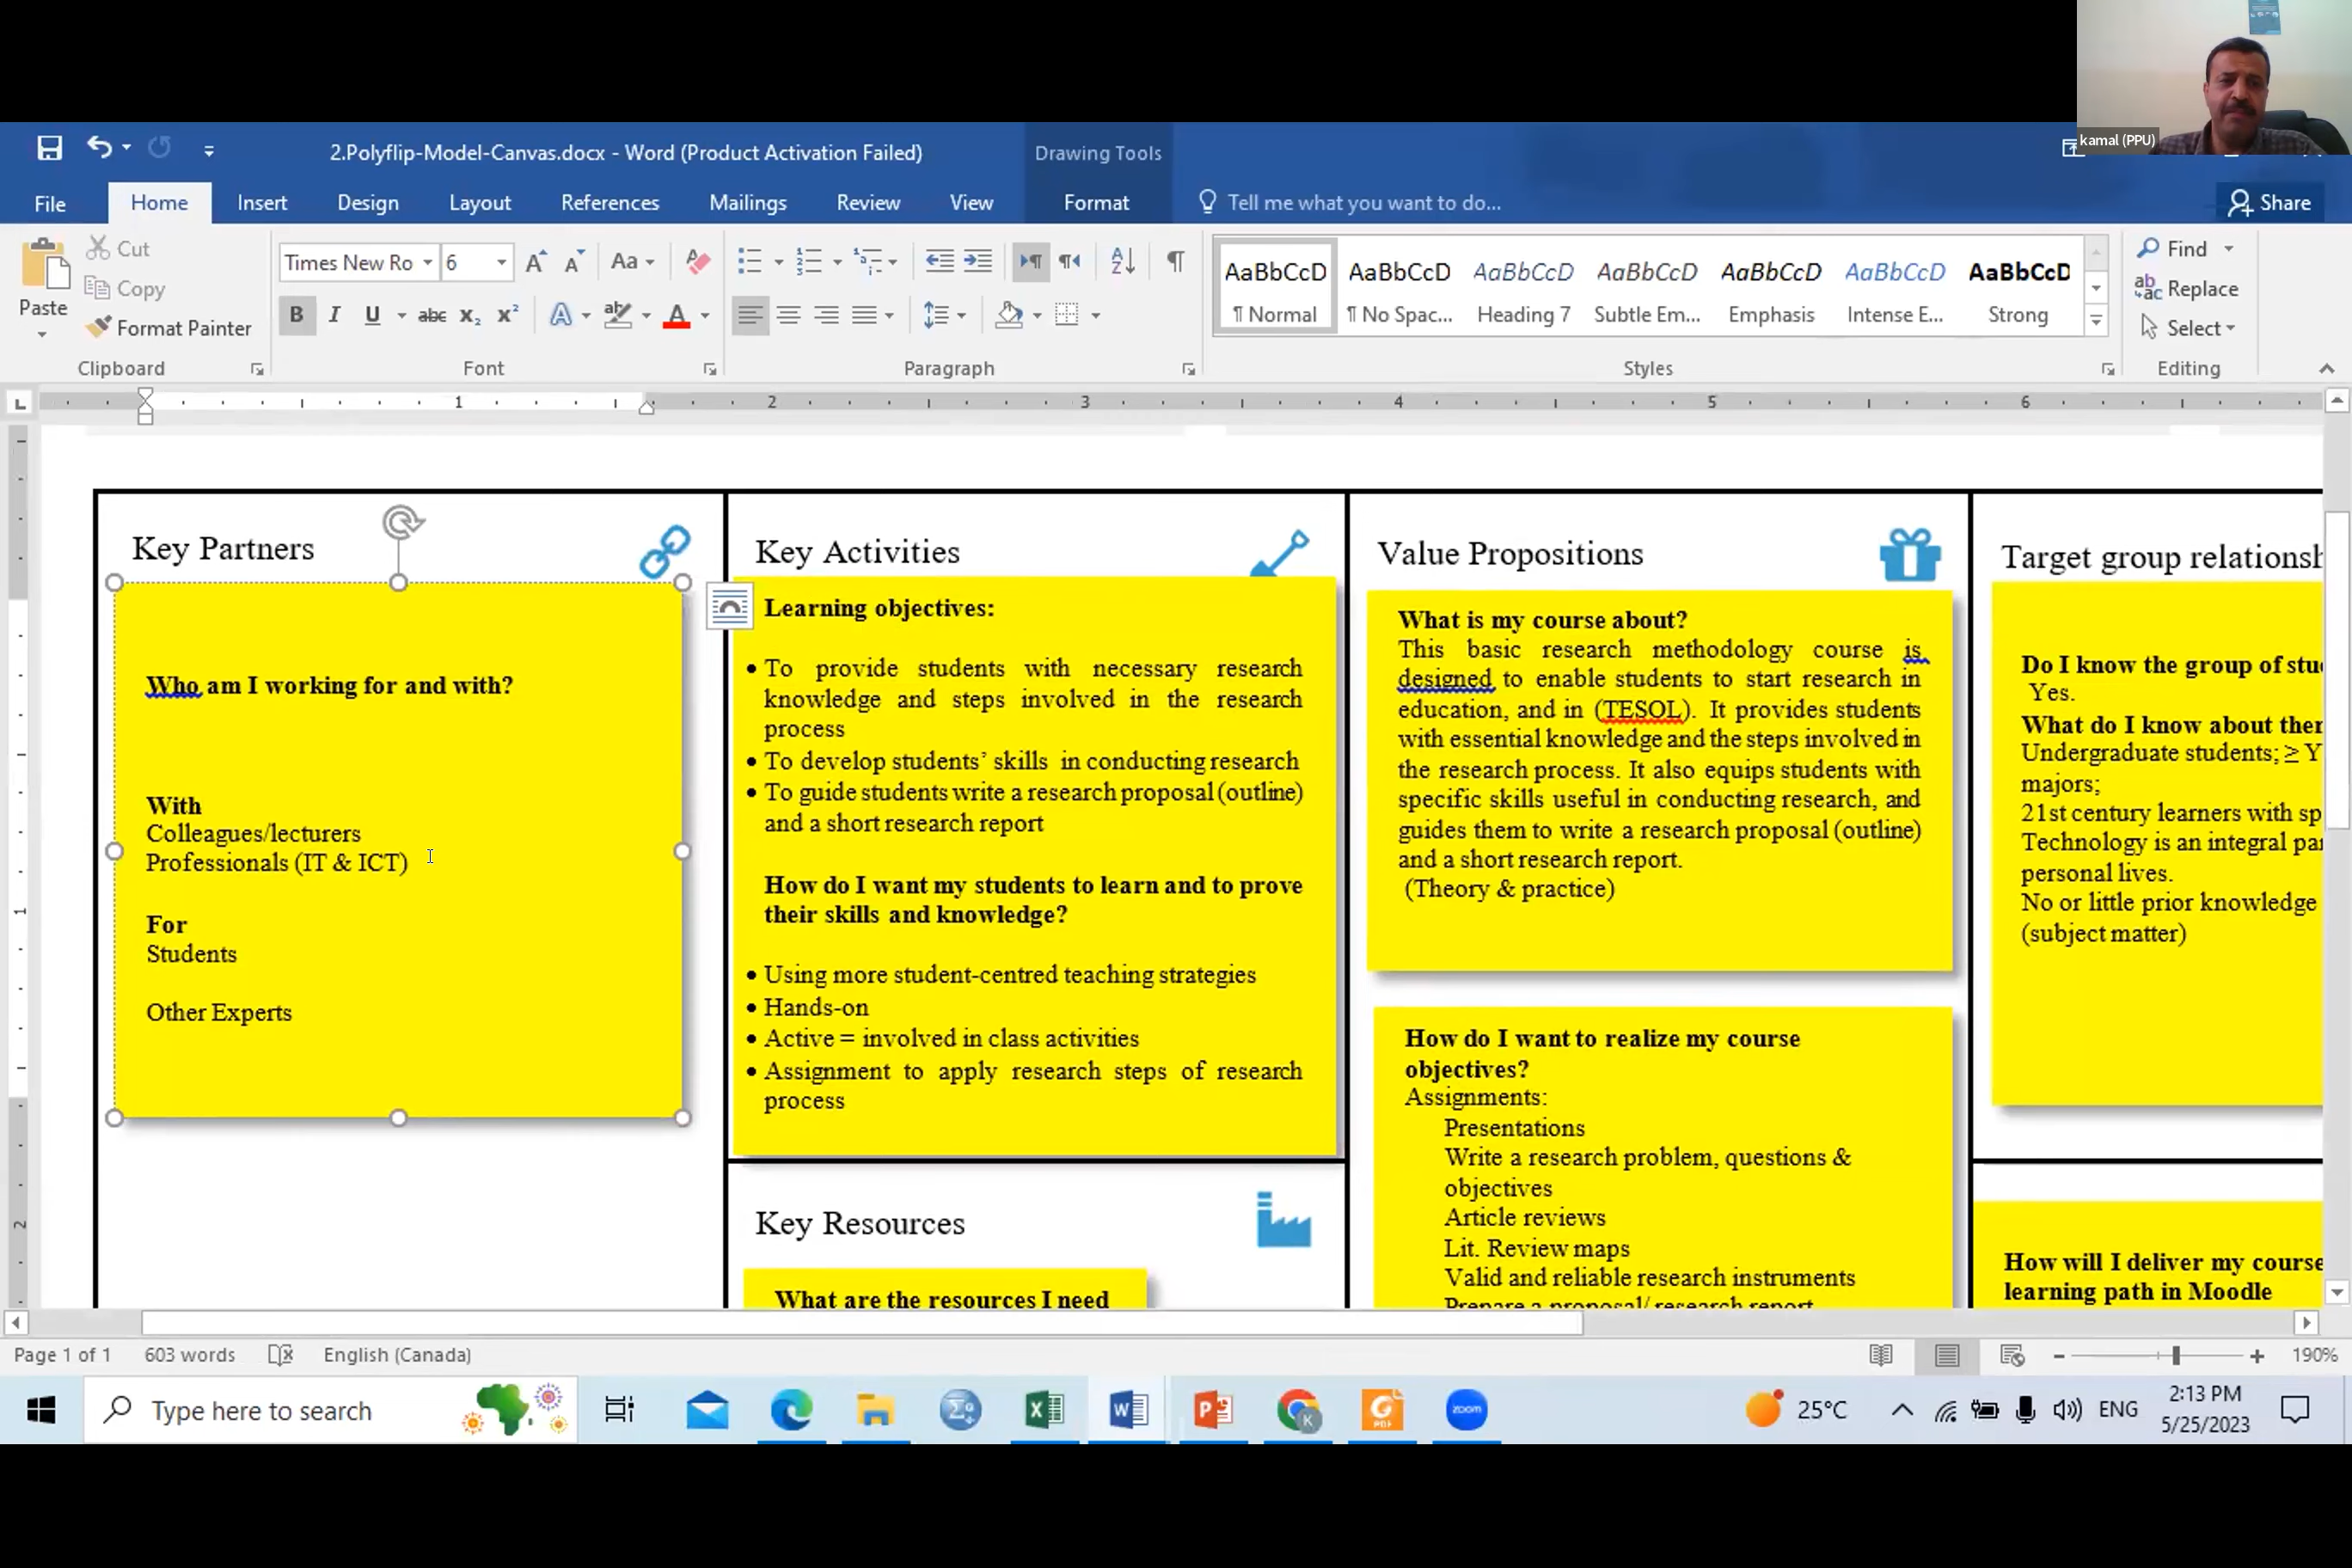 kamal (PPU)
2.Polyflip-Model-Canvas.docx - Word (Product Activation Failed)
Drawing Tools
File
Home
Insert
Design
Layout
References
Mailings
Review
View
Format
Tell me what you want to do...
Share
Paste
Cut
Copy
Format Painter
Clipboard
Times New Ro
6
Font
Paragraph
AaBbCcD
¶ Normal
AaBbCcD
¶ No Spac...
AaBbCcD
Heading 7
AaBbCcD
Subtle Em...
AaBbCcD
Emphasis
AaBbCcD
Intense E...
AaBbCcD
Strong
Styles
Find
Replace
Select
Editing
1 2 3 4 5 6
Key Partners
Who am I working for and with?
With
Colleagues/lecturers
Professionals (IT & ICT)
For
Students
Other Experts
Key Activities
Learning objectives:
• To provide students with necessary research
knowledge and steps involved in the research
process
• To develop students’ skills in conducting research
• To guide students write a research proposal (outline)
and a short research report
How do I want my students to learn and to prove
their skills and knowledge?
• Using more student-centred teaching strategies
• Hands-on
• Active = involved in class activities
• Assignment to apply research steps of research
process
Key Resources
What are the resources I need
Value Propositions
What is my course about?
This basic research methodology course is
designed to enable students to start research in
education, and in (TESOL). It provides students
with essential knowledge and the steps involved in
the research process. It also equips students with
specific skills useful in conducting research, and
guides them to write a research proposal (outline)
and a short research report.
(Theory & practice)
How do I want to realize my course
objectives?
Assignments:
Presentations
Write a research problem, questions &
objectives
Article reviews
Lit. Review maps
Valid and reliable research instruments
Prepare a proposal/ research report
Target group relationsh
Do I know the group of stu
Yes.
What do I know about ther
Undergraduate students; ≥ Y
majors;
21st century learners with sp
Technology is an integral pa
personal lives.
No or little prior knowledge
(subject matter)
How will I deliver my course
learning path in Moodle
Page 1 of 1
603 words
English (Canada)
190%
Type here to search
zoom
25°C
ENG
2:13 PM
5/25/2023